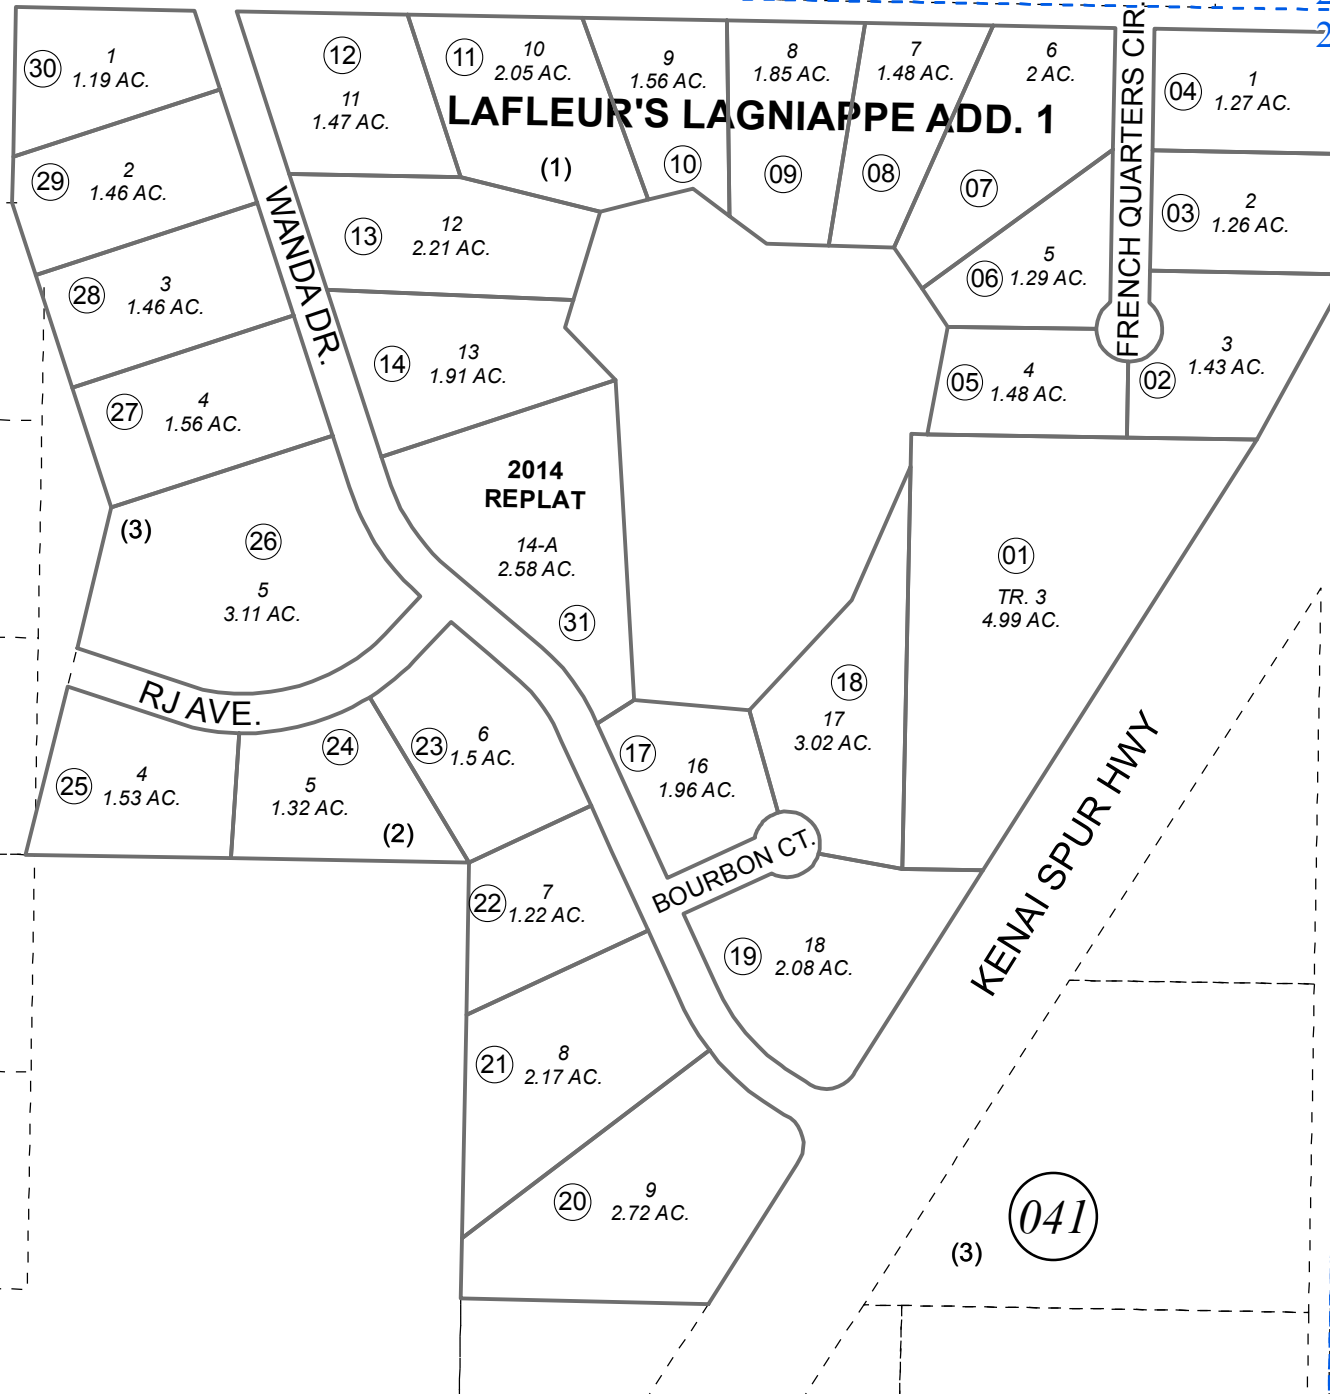 30
1
1.19 AC.
12
11
1.47 AC.
11
10
2.05 AC.
9
1.56 AC.
8
1.85 AC.
7
1.48 AC.
6
2 AC.
FRENCH QUARTERS CIR.
04
1
1.27 AC.
2
LAFLEUR'S LAGNIAPPE ADD. 1
(1)
10
09
08
07
29
2
1.46 AC.
WANDA DR.
13
12
2.21 AC.
03
2
1.26 AC.
06
5
1.29 AC.
28
3
1.46 AC.
14
13
1.91 AC.
05
4
1.48 AC.
02
3
1.43 AC.
27
4
1.56 AC.
2014
REPLAT
14-A
2.58 AC.
31
(3)
26
5
3.11 AC.
01
TR. 3
4.99 AC.
RJ AVE.
18
17
3.02 AC.
25
4
1.53 AC.
24
5
1.32 AC.
(2)
23
6
1.5 AC.
17
16
1.96 AC.
KENAI SPUR HWY
BOURBON CT.
22
7
1.22 AC.
19
18
2.08 AC.
21
8
2.17 AC.
20
9
2.72 AC.
041
(3)